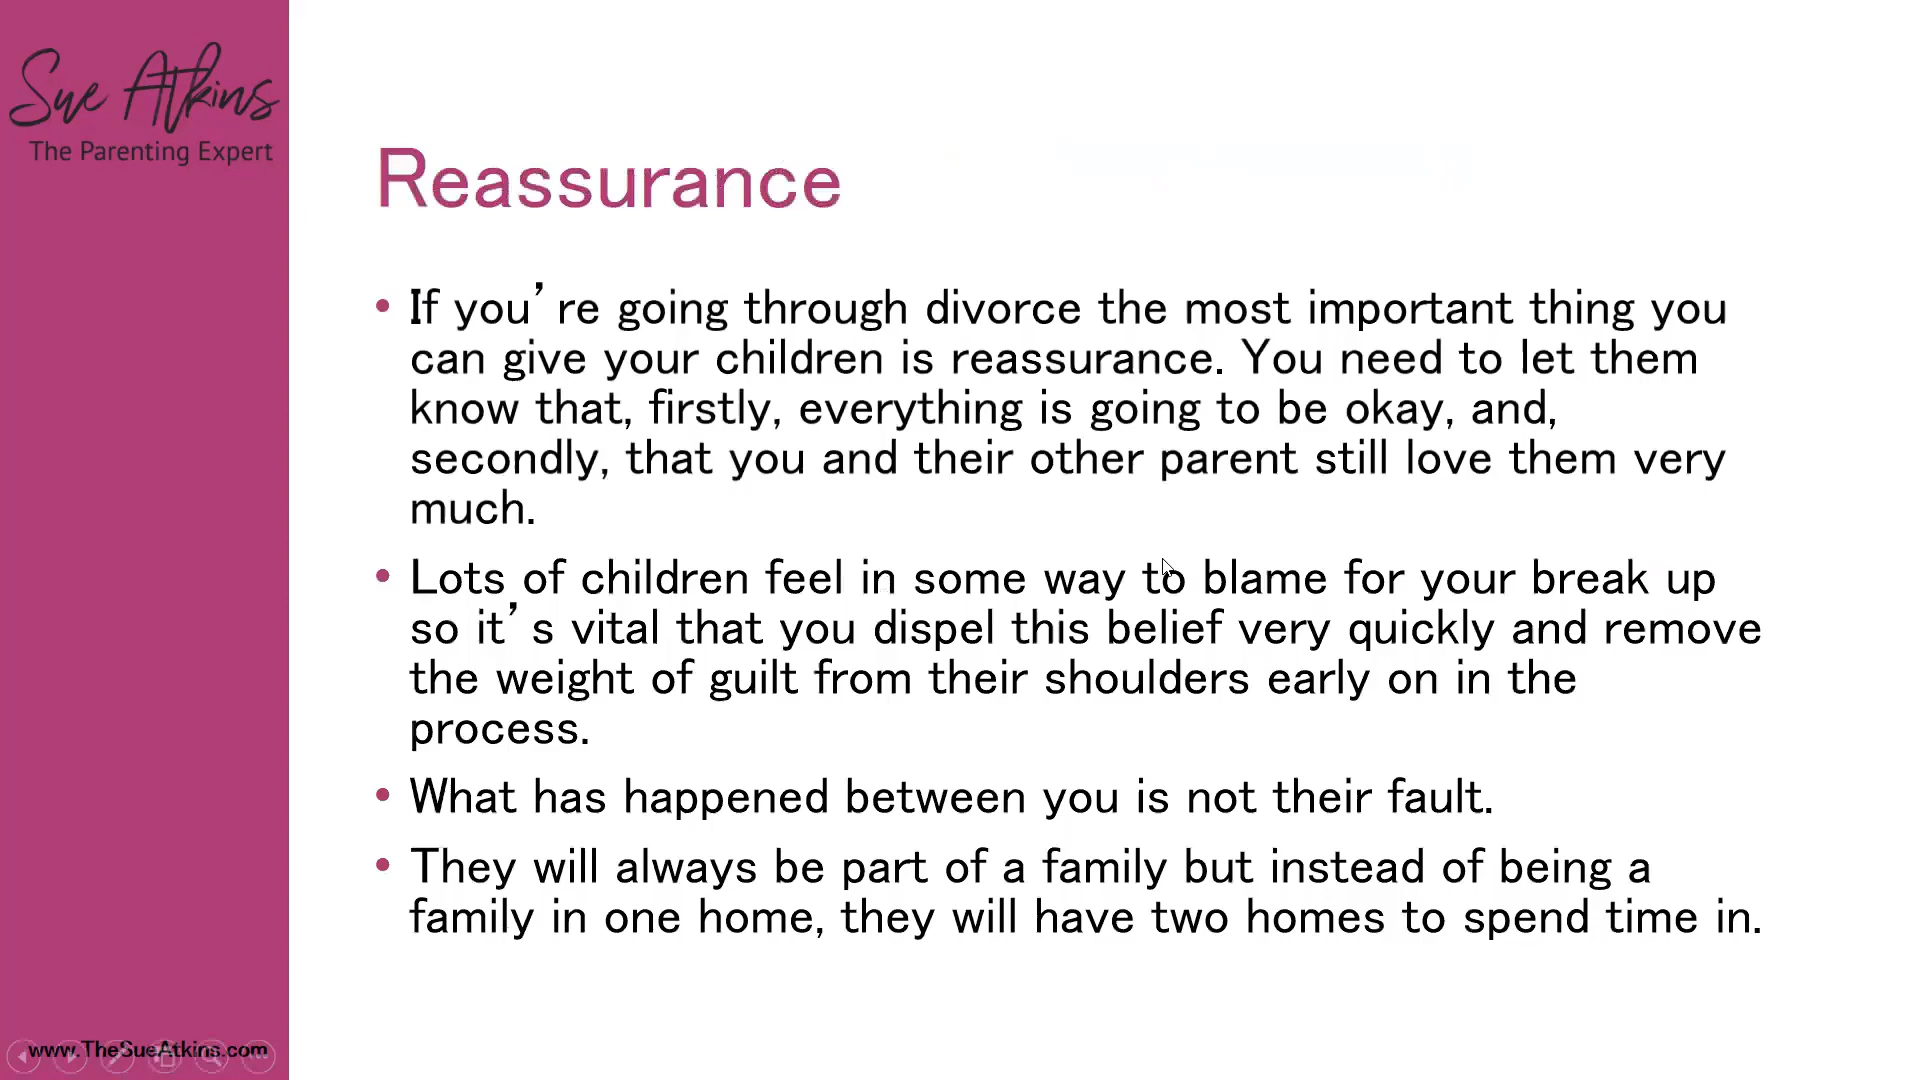 Sue Atkins
The Parenting Expert
Reassurance
• If you’re going through divorce the most important thing you
can give your children is reassurance. You need to let them
know that, firstly, everything is going to be okay, and,
secondly, that you and their other parent still love them very
much.
• Lots of children feel in some way to blame for your break up
so it’s vital that you dispel this belief very quickly and remove
the weight of guilt from their shoulders early on in the
process.
• What has happened between you is not their fault.
• They will always be part of a family but instead of being a
family in one home, they will have two homes to spend time in.
www.TheSueAtkins.com